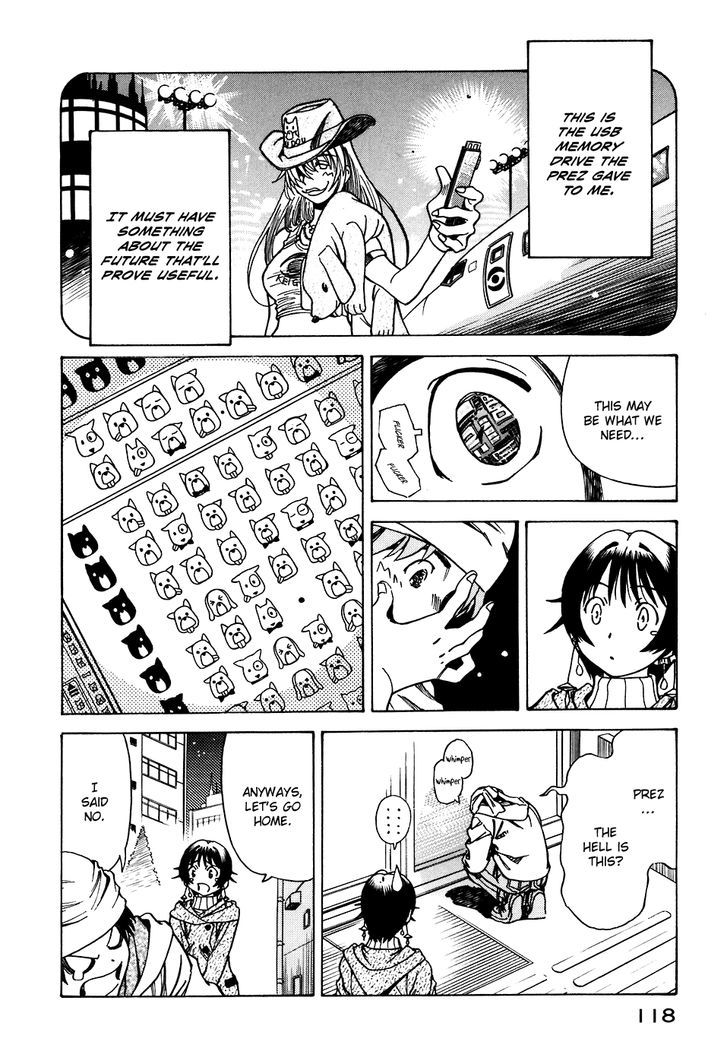 THIS IS
THE USB
MEMORY
DRIVE THE
PREZ GAVE
TO ME.
IT MUST HAVE
SOMETHING
ABOUT THE
FUTURE THAT'LL
PROVE USEFUL.
THIS MAY
BE WHAT WE
NEED...
FLICKER
FLICKER
PREZ
...
THE
HELL IS
THIS?
Whimper
Whimper
ANYWAYS,
LET'S GO
HOME.
I
SAID
NO.
118